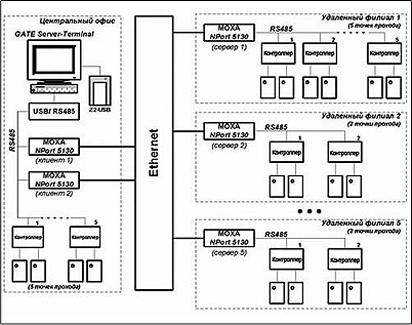 Центральный офис
GATE Server-Terminal
Z2-USB
USB/ RS485
RS485
MOXA
NPort 5130
(клиент 1)
MOXA
NPort 5130
(клиент 2)
1
5
Контроллер
Контроллер
(5 точек прохода)
Ethernet
MOXA
NPort 5130
(сервер 1)
Удаленный филиал 1
(5 точки прохода)
RS485
1
2
5
Контроллер
Контроллер
Контроллер
MOXA
NPort 5130
(сервер 2)
Удаленный филиал 2
(2 точки прохода)
RS485
1
2
Контроллер
Контроллер
MOXA
NPort 5130
(сервер 5)
Удаленный филиал 5
RS485
1
2
Контроллер
Контроллер